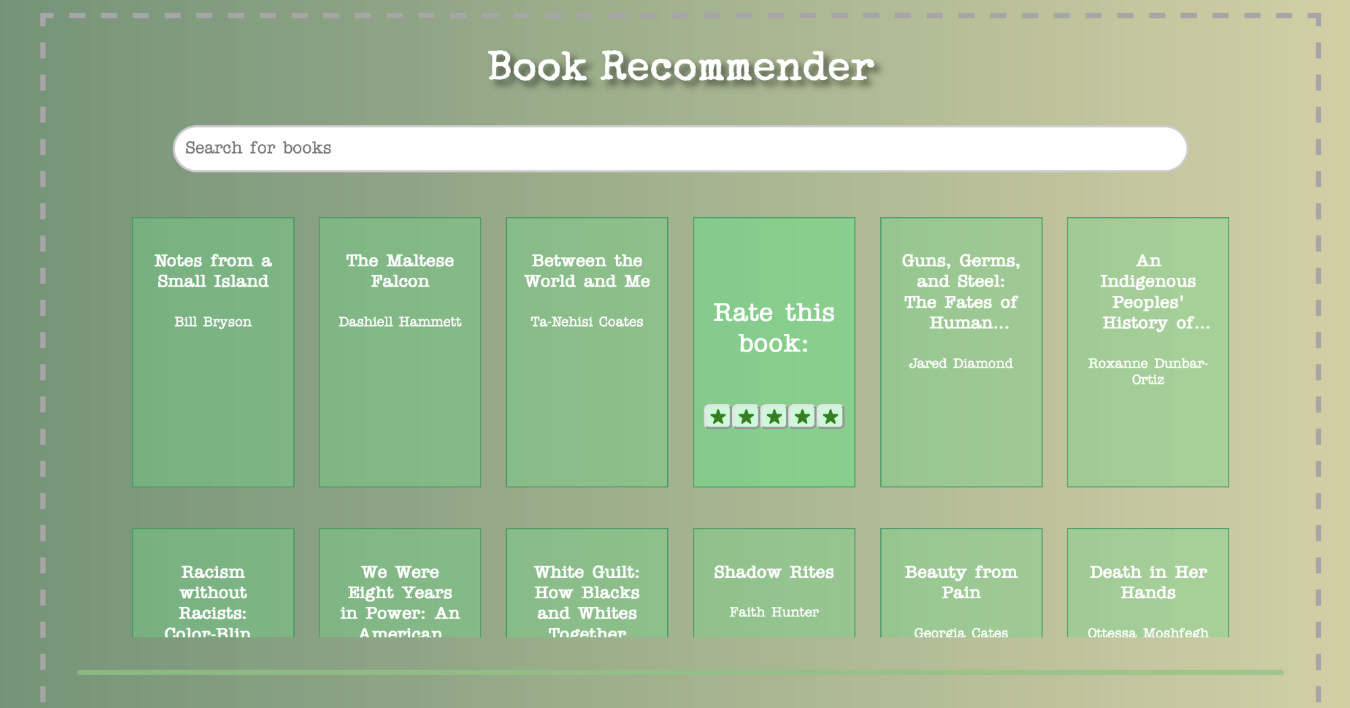 Book Recommender
Search for books
Notes from a
Small Island
Bill Bryson
The Maltese
Falcon
Dashiell Hammett
Between the
World and Me
Ta-Nehisi Coates
Rate this
book:
Guns, Germs,
and Steel:
The Fates of
Human...
Jared Diamond
An
Indigenous
Peoples'
History of...
Roxanne Dunbar-
Ortiz
Racism
without
Racists:
Color-Blin
We Were
Eight Years
in Power: An
American
White Guilt:
How Blacks
and Whites
Together
Shadow Rites
Faith Hunter
Beauty from
Pain
Georgia Cates
Death in Her
Hands
Ottessa Moshfegh